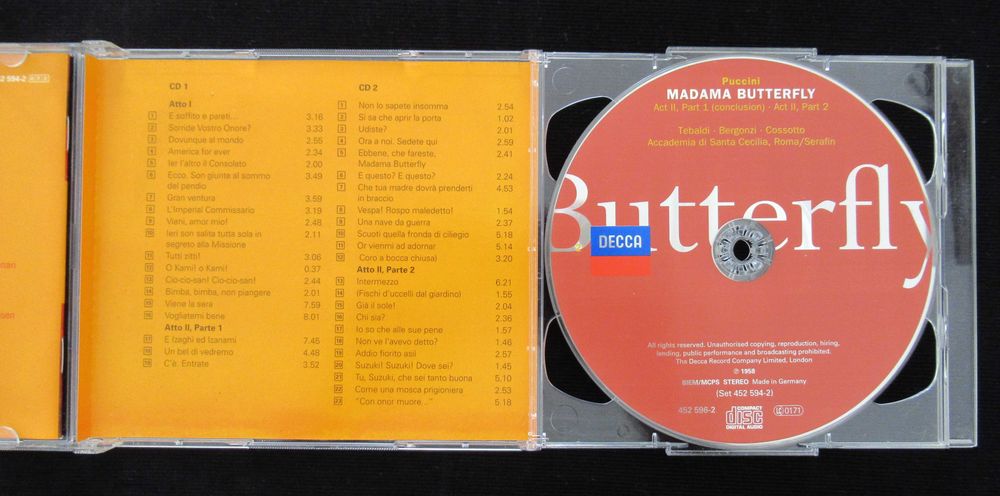 2 594-2
nan
sen
CD 1
Atto I
1 E soffito e pareti... 3.16
2 Sorride Vostro Onore? 3.33
3 Dovunque al mondo 3.55
4 America for ever 2.34
5 Ier l'altro il Consolato 2.00
6 Ecco. Son giunte al sommo 3.49
del pendio
7 Gran ventura 3.59
8 L'Imperial Commissario 3.19
9 Vieni, amor mio! 2.48
10 Ieri son salita tutta sola in 2.11
segreto alla Missione
11 Tutti zitti! 3.06
12 O Kami! o Kami! 0.37
13 Cio-cio-san! Cio-cio-san! 2.44
14 Bimba, bimba, non piangere 2.01
15 Viene la sera 7.59
16 Vogliatemi bene 8.01
Atto II, Parte 1
17 E Izaghi ed Izanami 7.45
18 Un bel dì vedremo 4.48
19 C'è. Entrate 3.52
CD 2
1 Non lo sapete insomma 2.54
2 Si sa che aprir la porta 1.02
3 Udiste? 2.01
4 Ora a noi. Sedete qui 2.59
5 Ebbene, che fareste, 2.41
Madama Butterfly
6 E questo? E questo? 2.24
7 Che tua madre dovrà prenderti 4.53
in braccio
8 Vespa! Rospo maledetto! 1.54
9 Una nave da guerra 2.37
10 Scuoti quella fronda di ciliegio 5.18
11 Or vienmi ad adornar 5.14
12 Coro a bocca chiusa) 3.20
Atto II, Parte 2
13 Intermezzo 6.21
14 (Fischi d'uccelli dal giardino) 1.55
15 Già il sole! 2.04
16 Chi sia? 2.36
17 Io so che alle sue pene 1.57
18 Non ve l'avevo detto? 1.46
19 Addio fiorito asil 2.57
20 Suzuki! Suzuki! Dove sei? 1.45
21 Tu, Suzuki, che sei tanto buona 5.10
22 Come una mosca prigioniera 2.53
23 "Con onor muore..." 5.18
Puccini
MADAMA BUTTERFLY
Act II, Part 1 (conclusion) · Act II, Part 2
Tebaldi · Bergonzi · Cossotto
Accademia di Santa Cecilia, Roma/Serafin
Butterfly
DECCA
All rights reserved. Unauthorised copying, reproduction, hiring,
lending, public performance and broadcasting prohibited.
The Decca Record Company Limited, London
℗ 1958
BIEM/MCPS STEREO Made in Germany
(Set 452 594-2)
452 596-2
COMPACT disc DIGITAL AUDIO
LC 0171